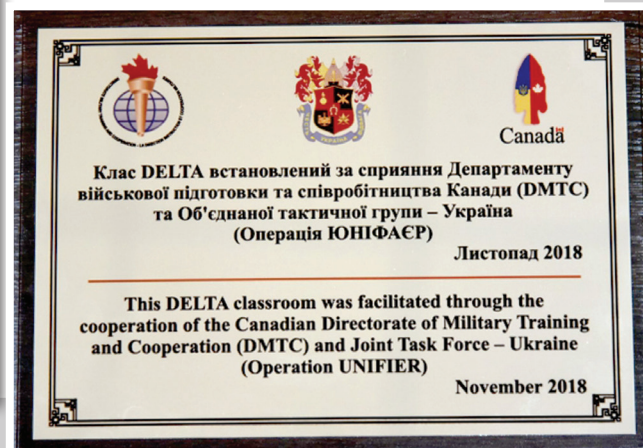 Canada
Клас DELTA встановлений за сприяння Департаменту
військової підготовки та співробітництва Канади (DMTC)
та Об'єднаної тактичної групи – Україна
(Операція ЮНІФАЄР)
Листопад 2018
This DELTA classroom was facilitated through the
cooperation of the Canadian Directorate of Military Training
and Cooperation (DMTC) and Joint Task Force – Ukraine
(Operation UNIFIER)
November 2018